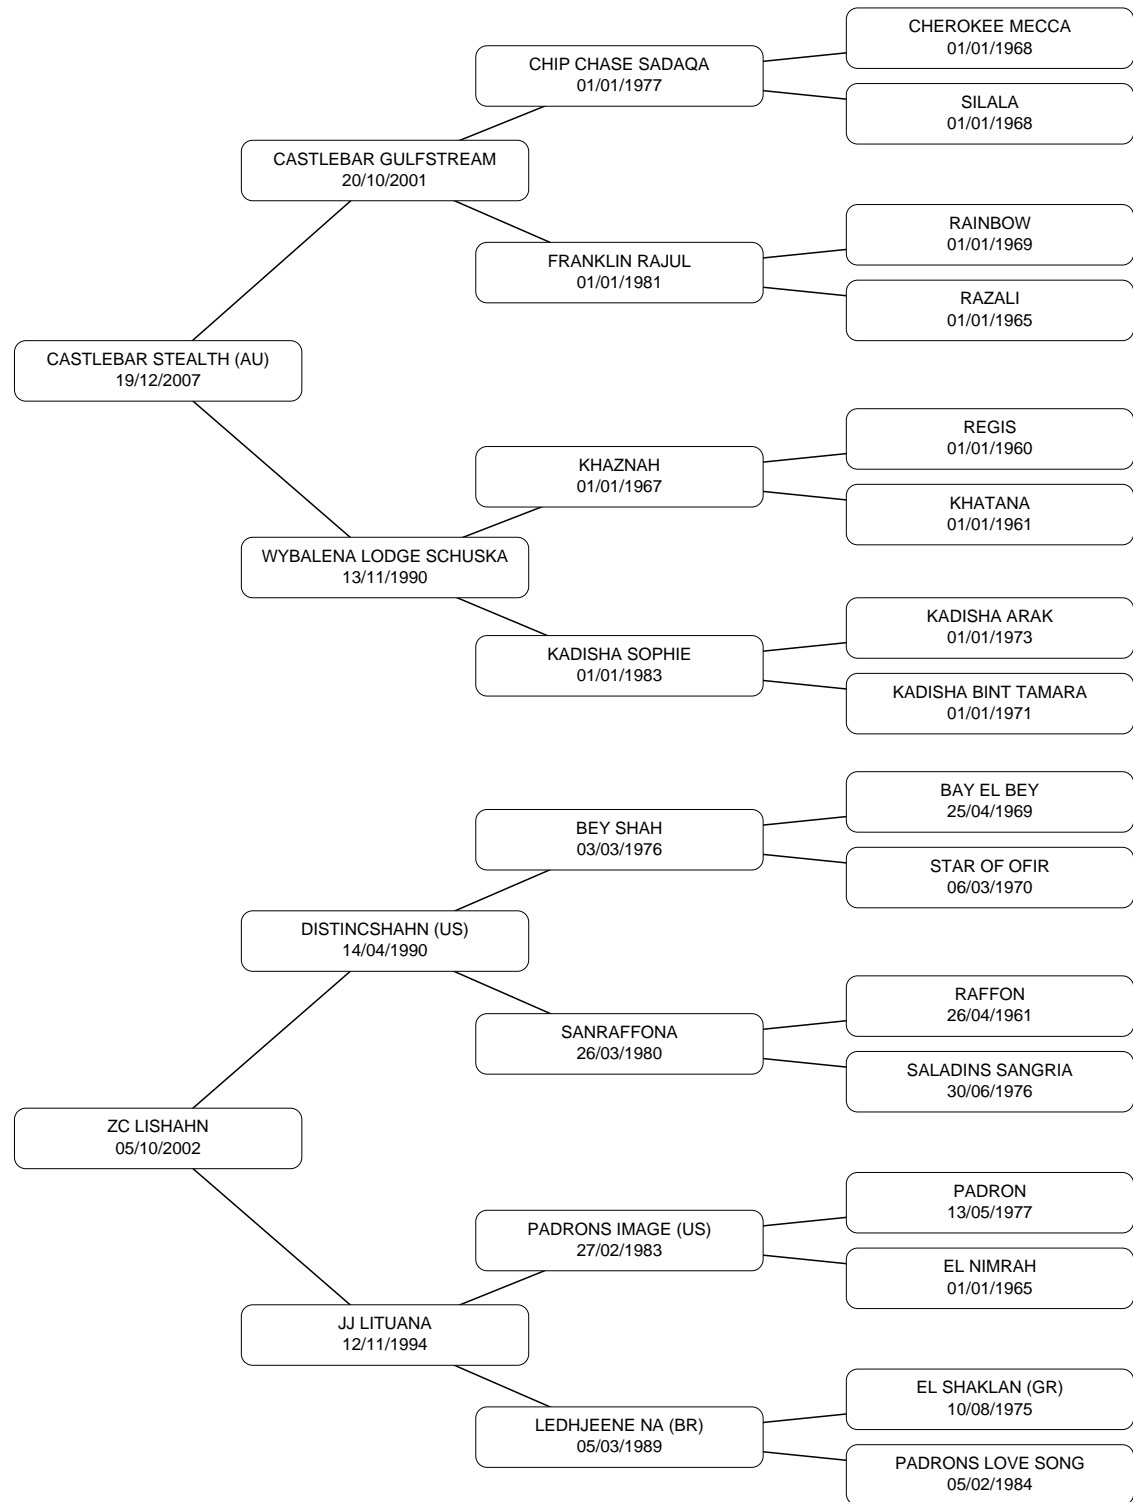 CHEROKEE MECCA
01/01/1968
CHIP CHASE SADAQA
01/01/1977
SILALA
01/01/1968
CASTLEBAR GULFSTREAM
20/10/2001
RAINBOW
01/01/1969
FRANKLIN RAJUL
01/01/1981
RAZALI
01/01/1965
CASTLEBAR STEALTH (AU)
19/12/2007
REGIS
01/01/1960
KHAZNAH
01/01/1967
KHATANA
01/01/1961
WYBALENA LODGE SCHUSKA
13/11/1990
KADISHA ARAK
01/01/1973
KADISHA SOPHIE
01/01/1983
KADISHA BINT TAMARA
01/01/1971
BAY EL BEY
25/04/1969
BEY SHAH
03/03/1976
STAR OF OFIR
06/03/1970
DISTINCSHAHN (US)
14/04/1990
RAFFON
26/04/1961
SANRAFFONA
26/03/1980
SALADINS SANGRIA
30/06/1976
ZC LISHAHN
05/10/2002
PADRON
13/05/1977
PADRONS IMAGE (US)
27/02/1983
EL NIMRAH
01/01/1965
JJ LITUANA
12/11/1994
EL SHAKLAN (GR)
10/08/1975
LEDHJEENE NA (BR)
05/03/1989
PADRONS LOVE SONG
05/02/1984